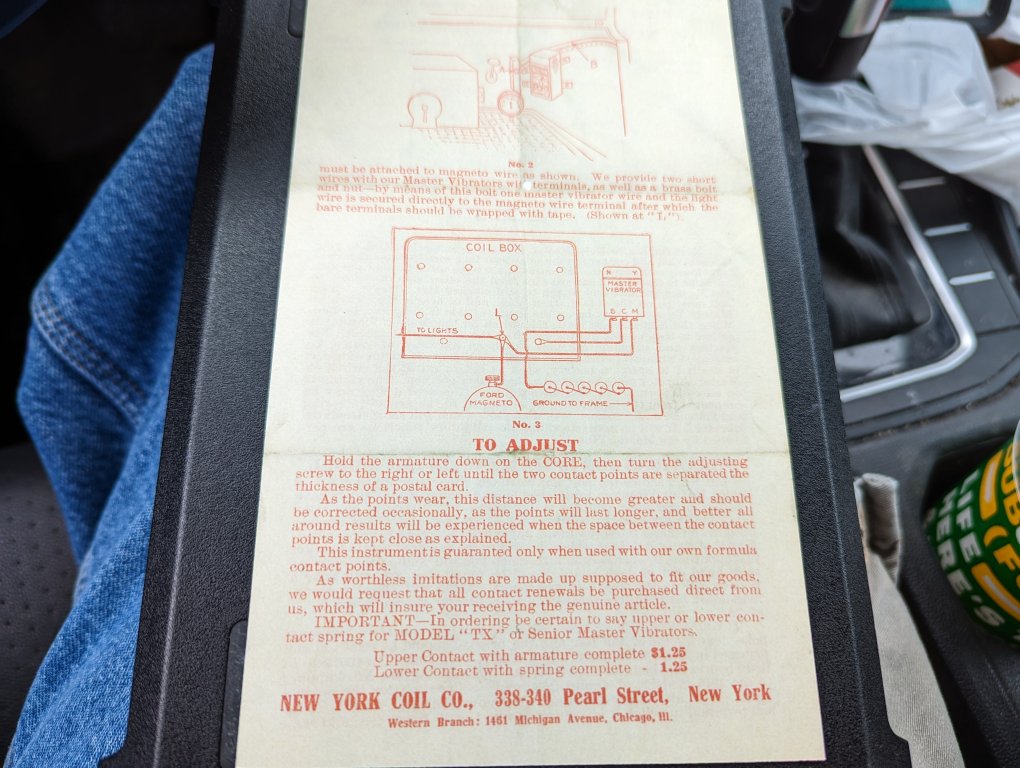 B
No. 2
must be attached to magneto wire as shown. We provide two short
wires with our Master Vibrators with terminals, as well as a brass bolt
and nut—by means of this bolt one master vibrator wire and the light
wire is secured directly to the magneto wire terminal after which the
bare terminals should be wrapped with tape. (Shown at "L").
COIL BOX
N Y
MASTER
VIBRATOR
B C M
L
TO LIGHTS
FORD
MAGNETO
GROUND TO FRAME
No. 3
TO ADJUST
Hold the armature down on the CORE, then turn the adjusting
screw to the right or left until the two contact points are separated the
thickness of a postal card.
As the points wear, this distance will become greater and should
be corrected occasionally, as the points will last longer, and better all
around results will be experienced when the space between the contact
points is kept close as explained.
This instrument is guaranted only when used with our own formula
contact points.
As worthless imitations are made up supposed to fit our goods,
we would request that all contact renewals be purchased direct from
us, which will insure your receiving the genuine article.
IMPORTANT—In ordering be certain to say upper or lower con-
tact spring for MODEL "TX" or Senior Master Vibrators.
Upper Contact with armature complete $1.25
Lower Contact with spring complete - 1.25
NEW YORK COIL CO., 338-340 Pearl Street, New York
Western Branch: 1461 Michigan Avenue, Chicago, Ill.
LIFE
HERE'S